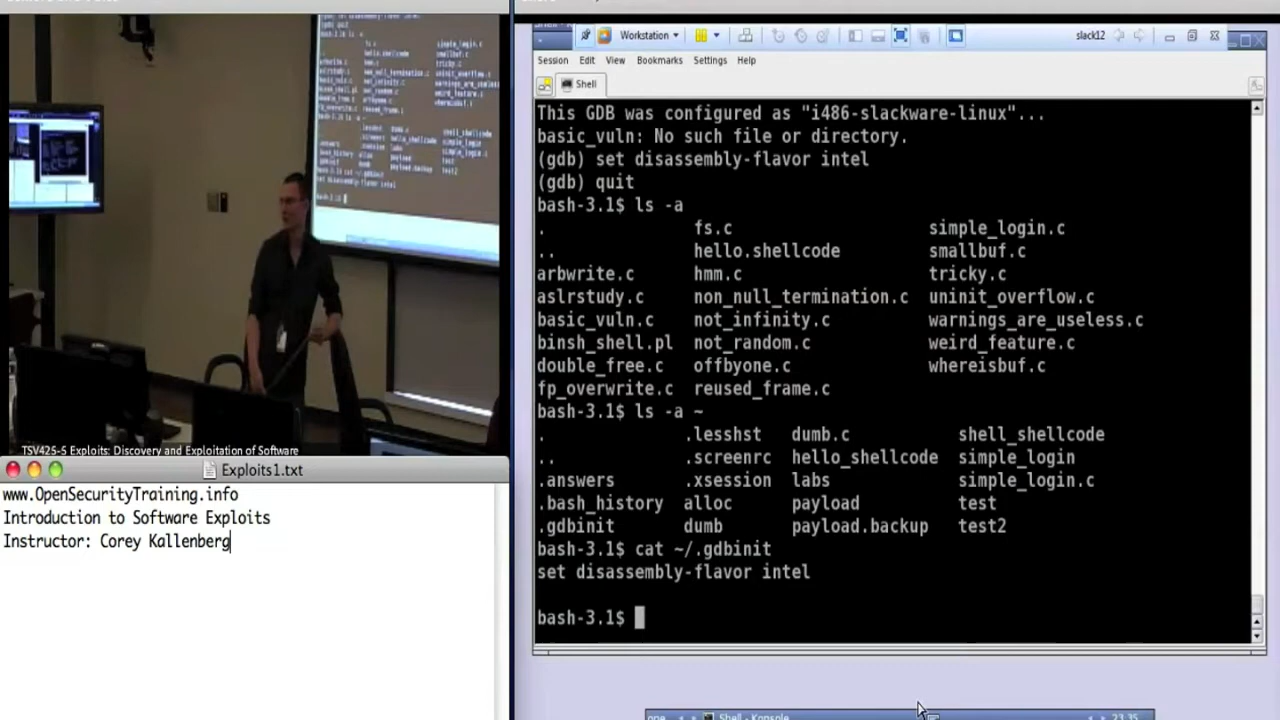 Workstation
slack12
Session Edit View Bookmarks Settings Help
Shell
This GDB was configured as "i486-slackware-linux"...
basic_vuln: No such file or directory.
(gdb) set disassembly-flavor intel
(gdb) quit
bash-3.1$ ls -a
. fs.c simple_login.c
.. hello.shellcode smallbuf.c
arbwrite.c hmm.c tricky.c
aslrstudy.c non_null_termination.c uninit_overflow.c
basic_vuln.c not_infinity.c warnings_are_useless.c
binsh_shell.pl not_random.c weird_feature.c
double_free.c offbyone.c whereisbuf.c
fp_overwrite.c reused_frame.c
bash-3.1$ ls -a ~
. .lesshst dumb.c shell_shellcode
.. .screenrc hello_shellcode simple_login
.answers .xsession labs simple_login.c
.bash_history alloc payload test
.gdbinit dumb payload.backup test2
bash-3.1$ cat ~/.gdbinit
set disassembly-flavor intel
bash-3.1$
Shell - Konsole
23:35
TSV425-5 Exploits: Discovery and Exploitation of Software
Exploits1.txt
www.OpenSecurityTraining.info
Introduction to Software Exploits
Instructor: Corey Kallenberg